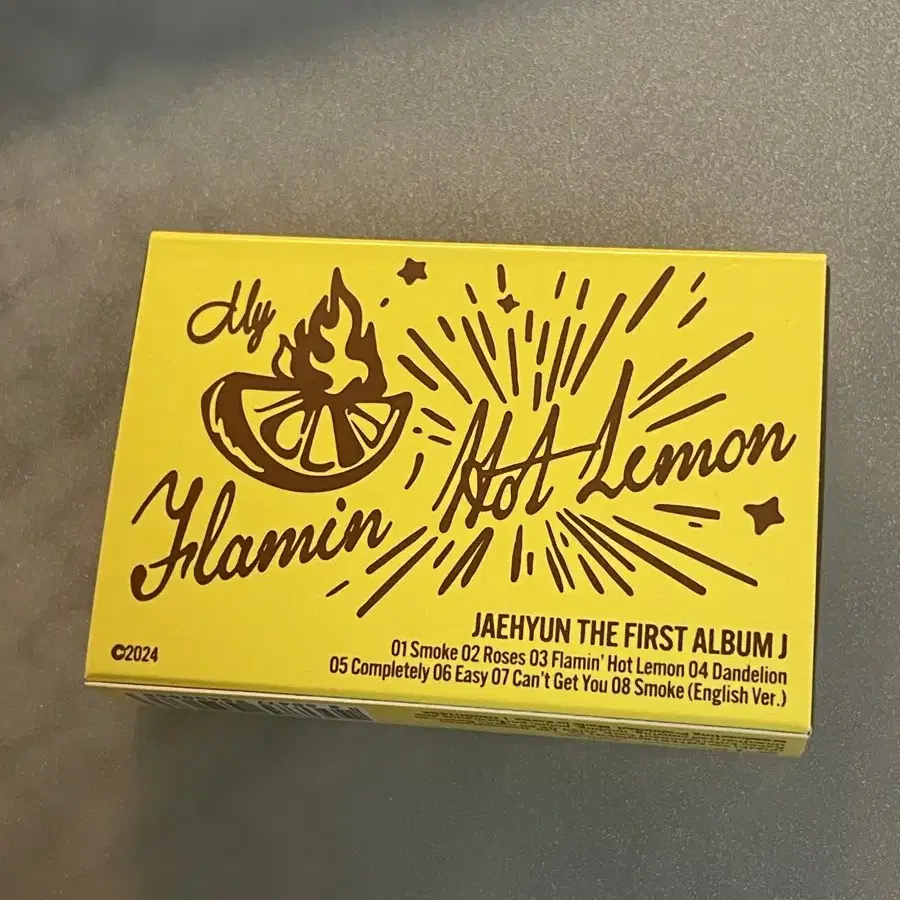 My
Flamin Hot Lemon
JAEHYUN THE FIRST ALBUM J
01 Smoke 02 Roses 03 Flamin' Hot Lemon 04 Dandelion
05 Completely 06 Easy 07 Can't Get You 08 Smoke (English Ver.)
©2024